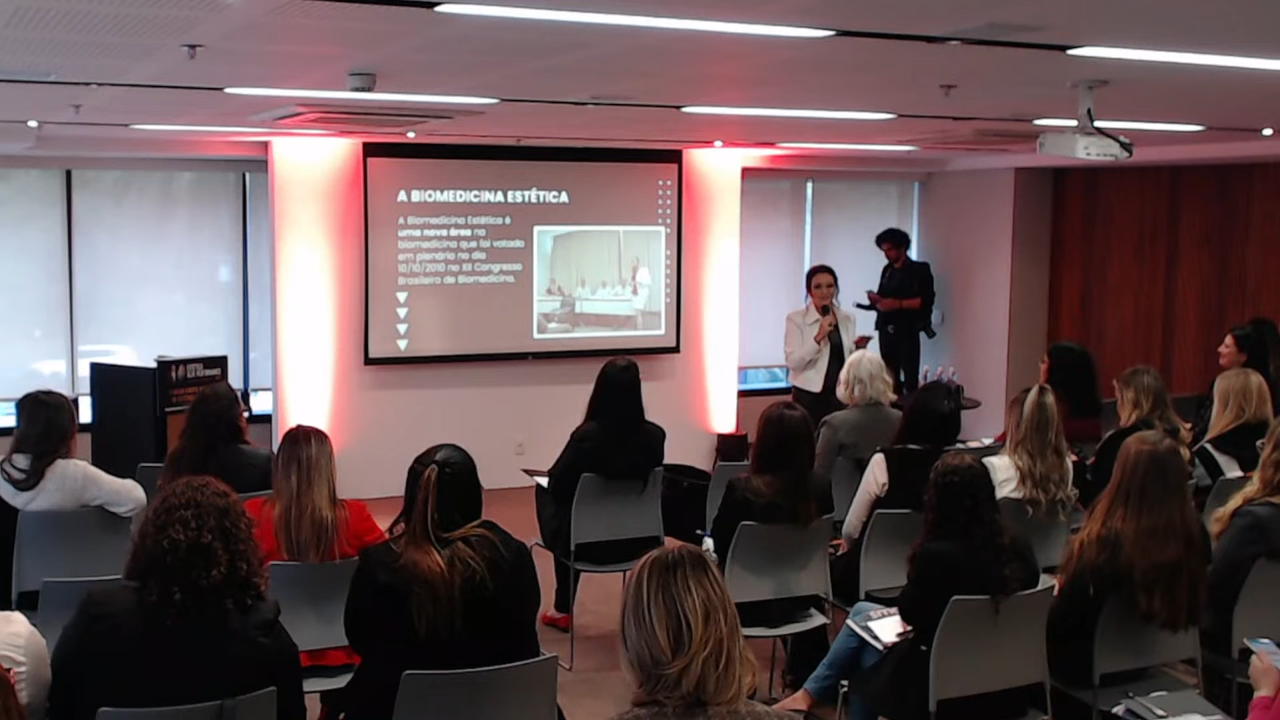 A BIOMEDICINA ESTÉTICA
A Biomedicina Estética é
uma nova área na
biomedicina que foi votada
em plenário no dia
10/10/2010 no XII Congresso
Brasileiro de Biomedicina.